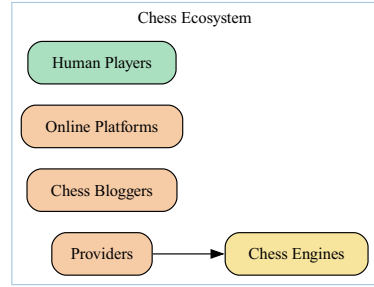 Chess Ecosystem
Human Players
Online Platforms
Chess Bloggers
Providers
Chess Engines